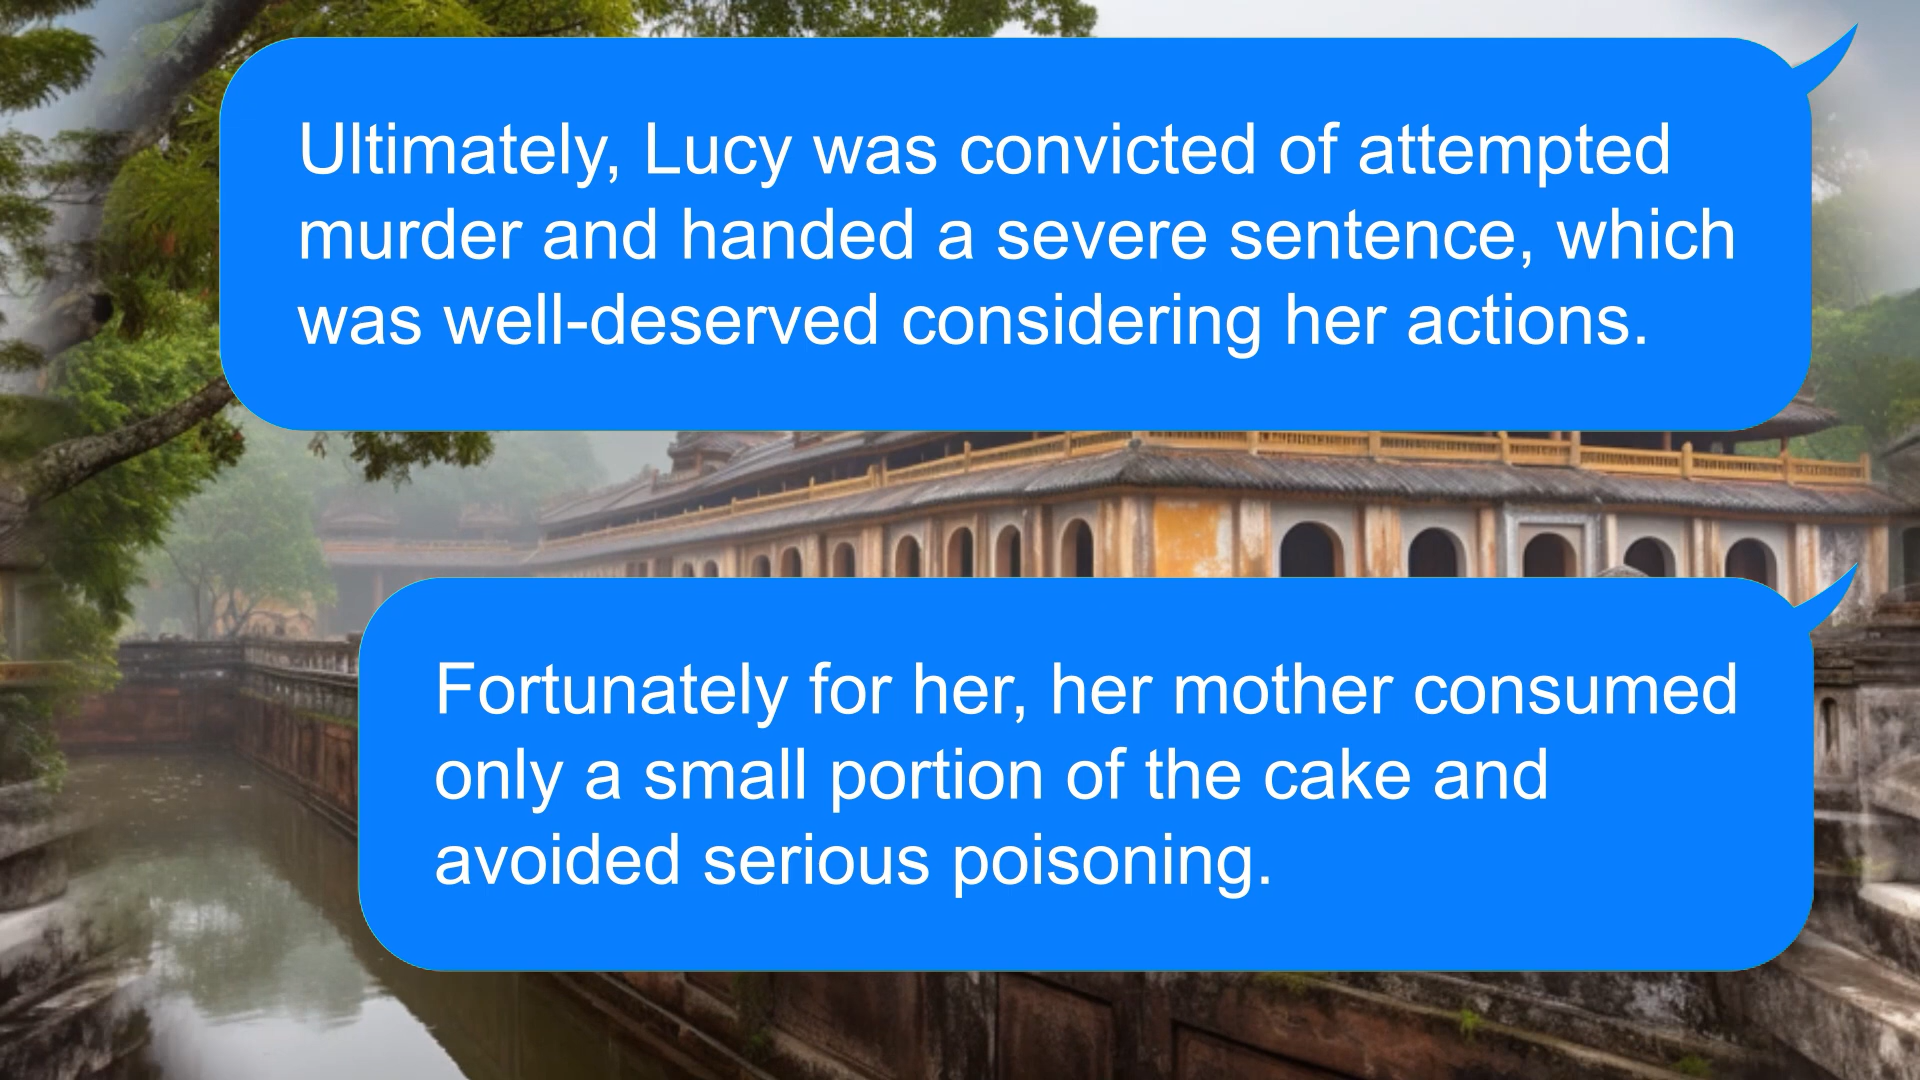 Ultimately, Lucy was convicted of attempted
murder and handed a severe sentence, which
was well-deserved considering her actions.
Fortunately for her, her mother consumed
only a small portion of the cake and
avoided serious poisoning.